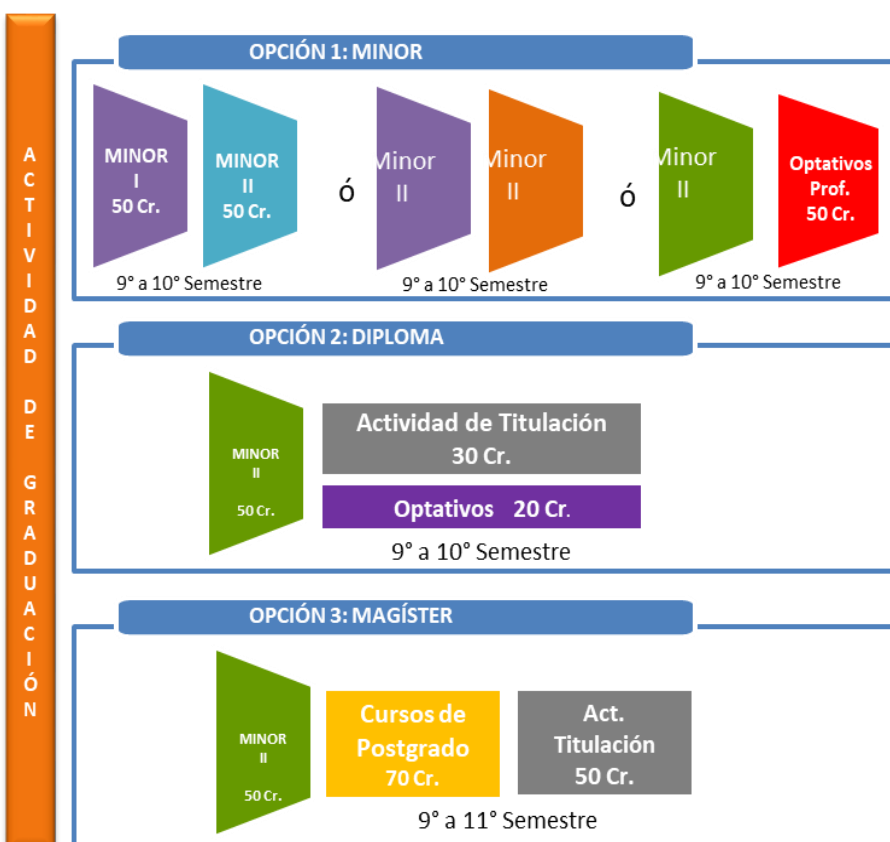 ACTIVIDAD DE GRADUACIÓN
OPCIÓN 1: MINOR
MINOR
I
50 Cr.
MINOR
II
50 Cr.
ó
Minor
II
Minor
II
ó
Minor
II
Optativos
Prof.
50 Cr.
9° a 10° Semestre
9° a 10° Semestre
9° a 10° Semestre
OPCIÓN 2: DIPLOMA
MINOR
II
50 Cr.
Actividad de Titulación
30 Cr.
Optativos 20 Cr.
9° a 10° Semestre
OPCIÓN 3: MAGÍSTER
MINOR
II
50 Cr.
Cursos de
Postgrado
70 Cr.
Act.
Titulación
50 Cr.
9° a 11° Semestre